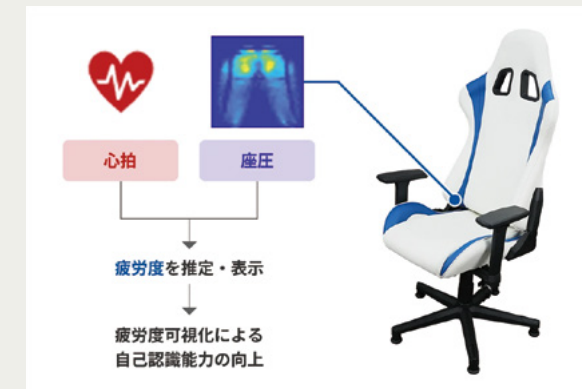 心拍
座圧
疲労度を推定・表示
疲労度可視化による
自己認識能力の向上